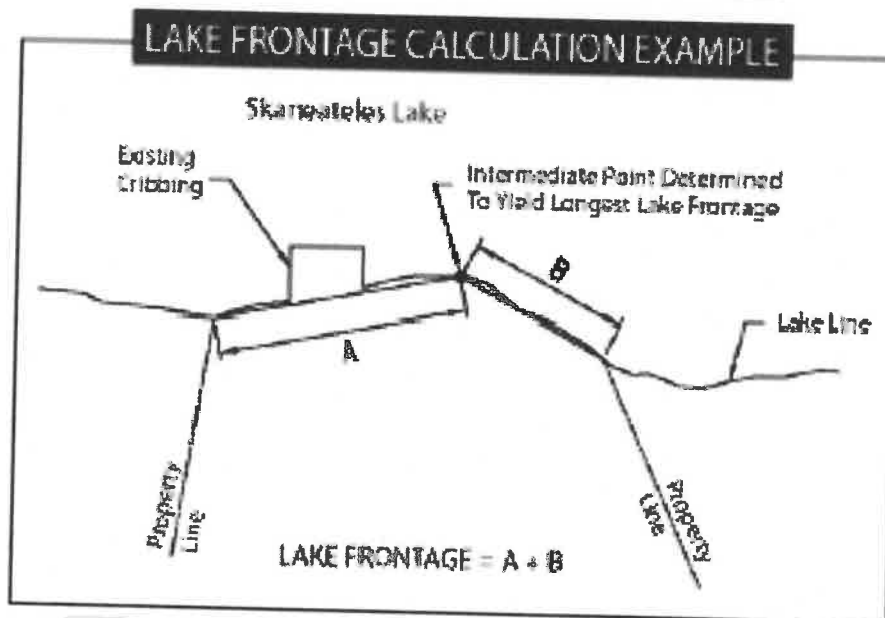 LAKE FRONTAGE CALCULATION EXAMPLE
Skaneateles Lake
Existing
Cribbing
Intermediate Point Determined
To Yield Longest Lake Frontage
B
A
Lake Line
Property
Line
Property
Line
LAKE FRONTAGE = A + B